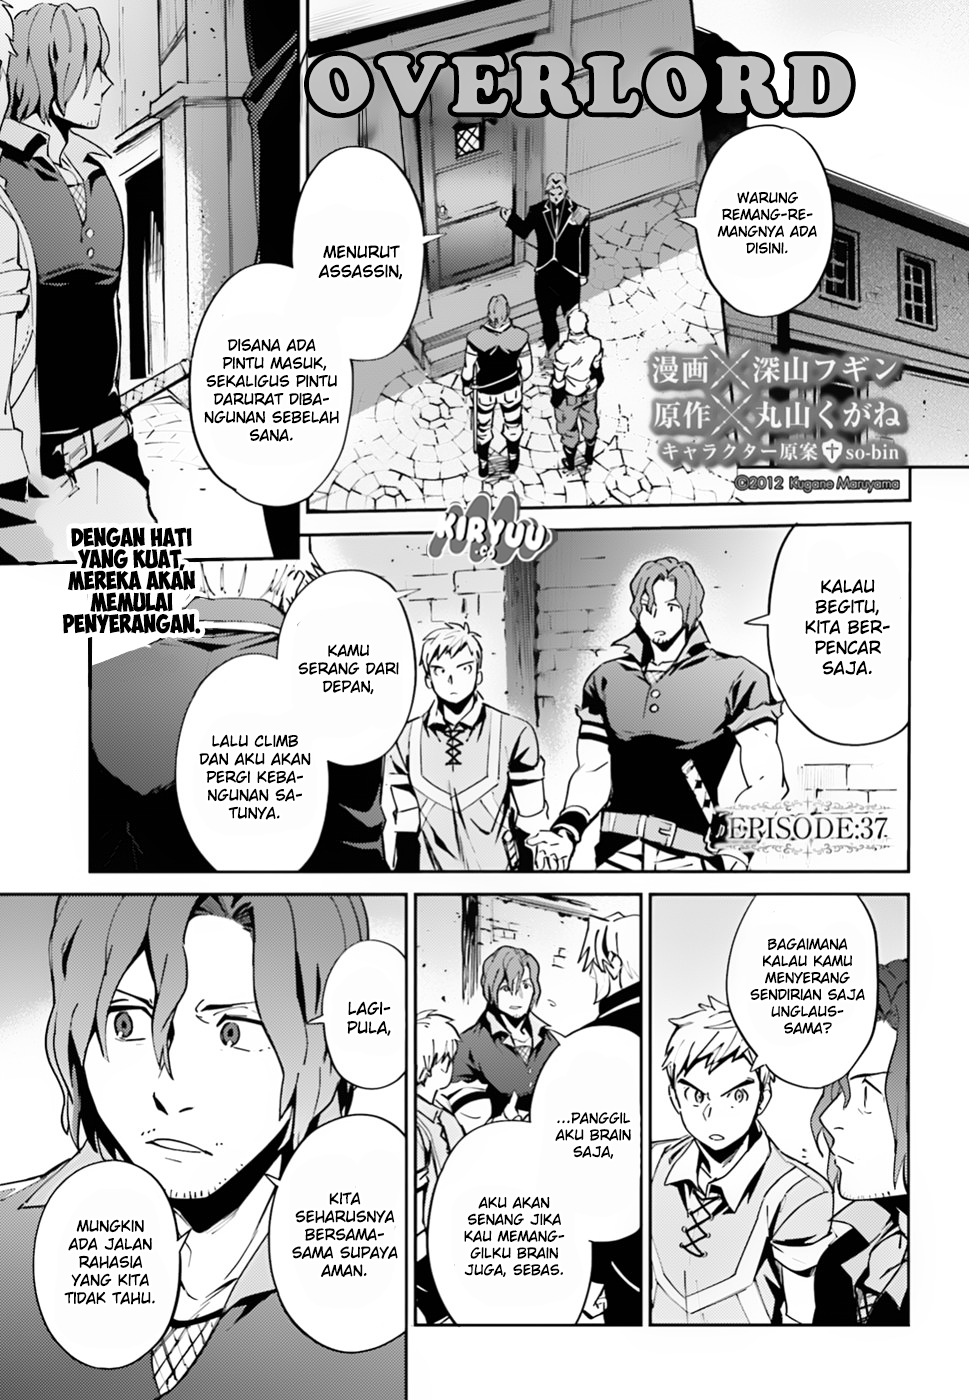 OVERLORD
WARUNG
REMANG-RE-
MANGNYA ADA
DISINI.
MENURUT
ASSASSIN,
DISANA ADA
PINTU MASUK,
SEKALIGUS PINTU
DARURAT DIBA-
NGUNAN SEBELAH
SANA.
漫画×深山フギン
原作×丸山くがね
キャラクター原案 so-bin
©2012 Kugane Maruyama
KIRYUU
.CO
DENGAN HATI
YANG KUAT,
MEREKA AKAN
MEMULAI
PENYERANGAN.
KALAU
BEGITU,
KITA BER-
PENCAR
SAJA.
KAMU
SERANG DARI
DEPAN,
LALU CLIMB
DAN AKU AKAN
PERGI KEBA-
NGUNAN SA-
TUNYA.
EPISODE:37
BAGAIMANA
KALAU KAMU
MENYERANG
SENDIRIAN SAJA
UNGLAUS-
SAMA?
...PANGGIL
AKU BRAIN
SAJA,
AKU AKAN
SENANG JIKA
KAU MEMANG-
GILKU BRAIN
JUGA, SEBAS.
LAGI-
PULA,
KITA
SEHARUSNYA
BERSAMA-
SAMA SUPAYA
AMAN.
MUNGKIN
ADA JALAN
RAHASIA
YANG KITA
TIDAK TAHU.